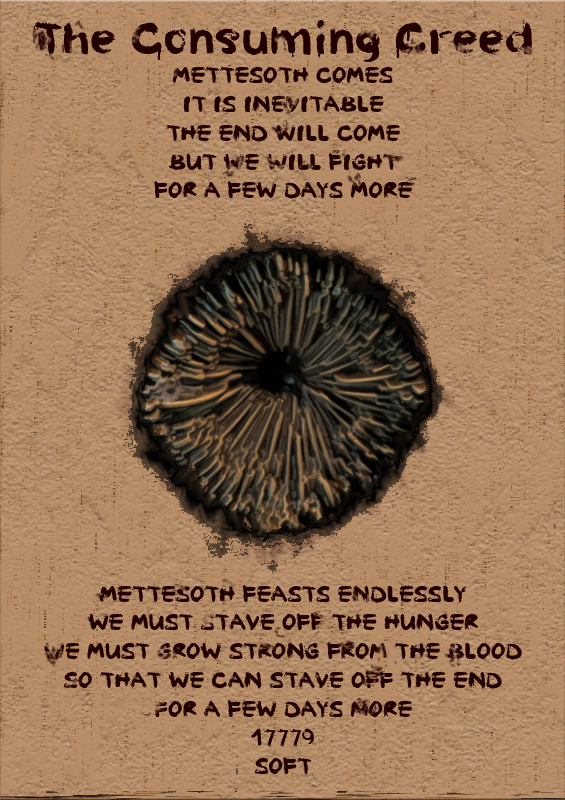 The Consuming Creed
METTESOTH COMES
IT IS INEVITABLE
THE END WILL COME
BUT WE WILL FIGHT
FOR A FEW DAYS MORE
METTESOTH FEASTS ENDLESSLY
WE MUST STAVE OFF THE HUNGER
WE MUST GROW STRONG FROM THE BLOOD
SO THAT WE CAN STAVE OFF THE END
FOR A FEW DAYS MORE
17779
SOFT